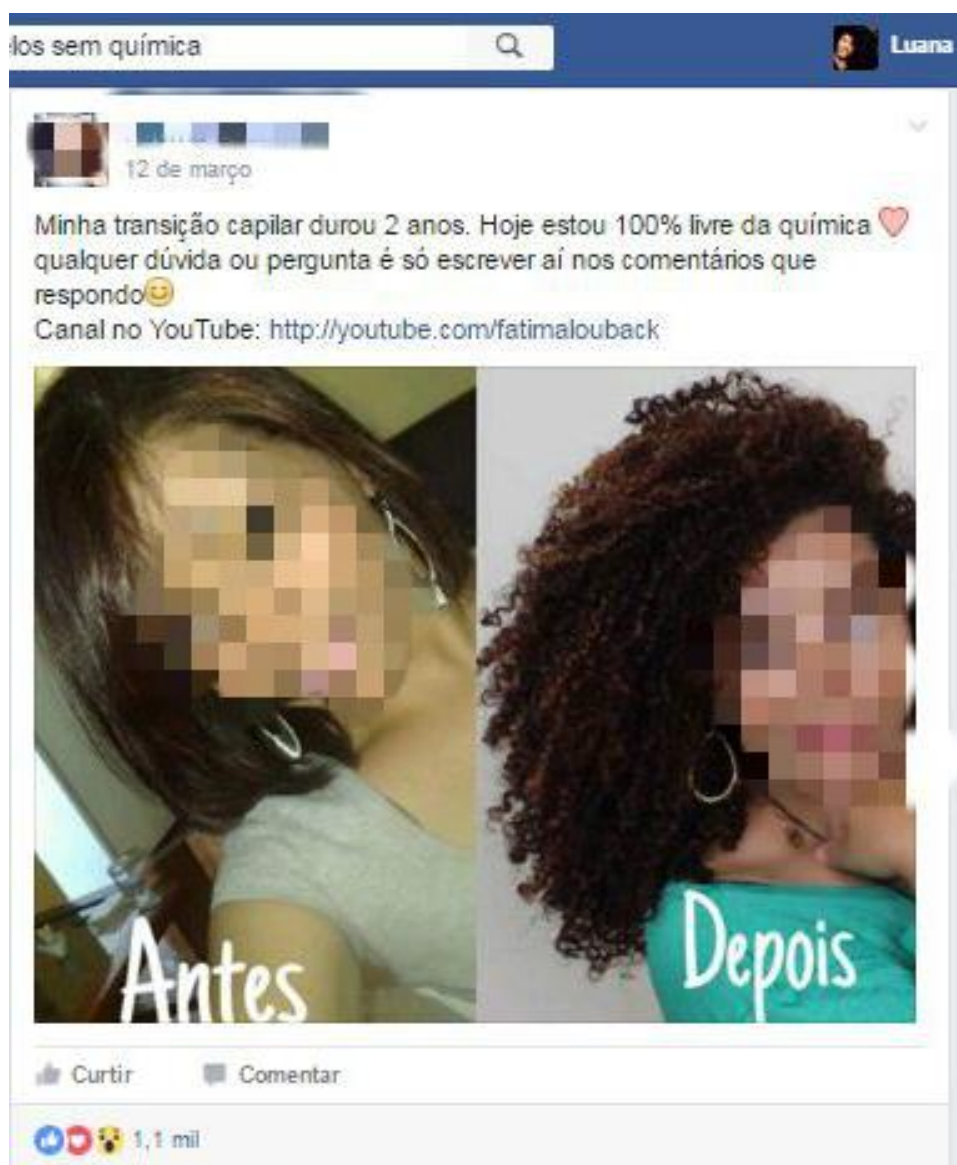 los sem química
Luana
12 de março
Minha transição capilar durou 2 anos. Hoje estou 100% livre da química
qualquer dúvida ou pergunta é só escrever aí nos comentários que
respondo
Canal no YouTube: http://youtube.com/fatimalouback
Antes
Depois
Curtir
Comentar
1,1 mil